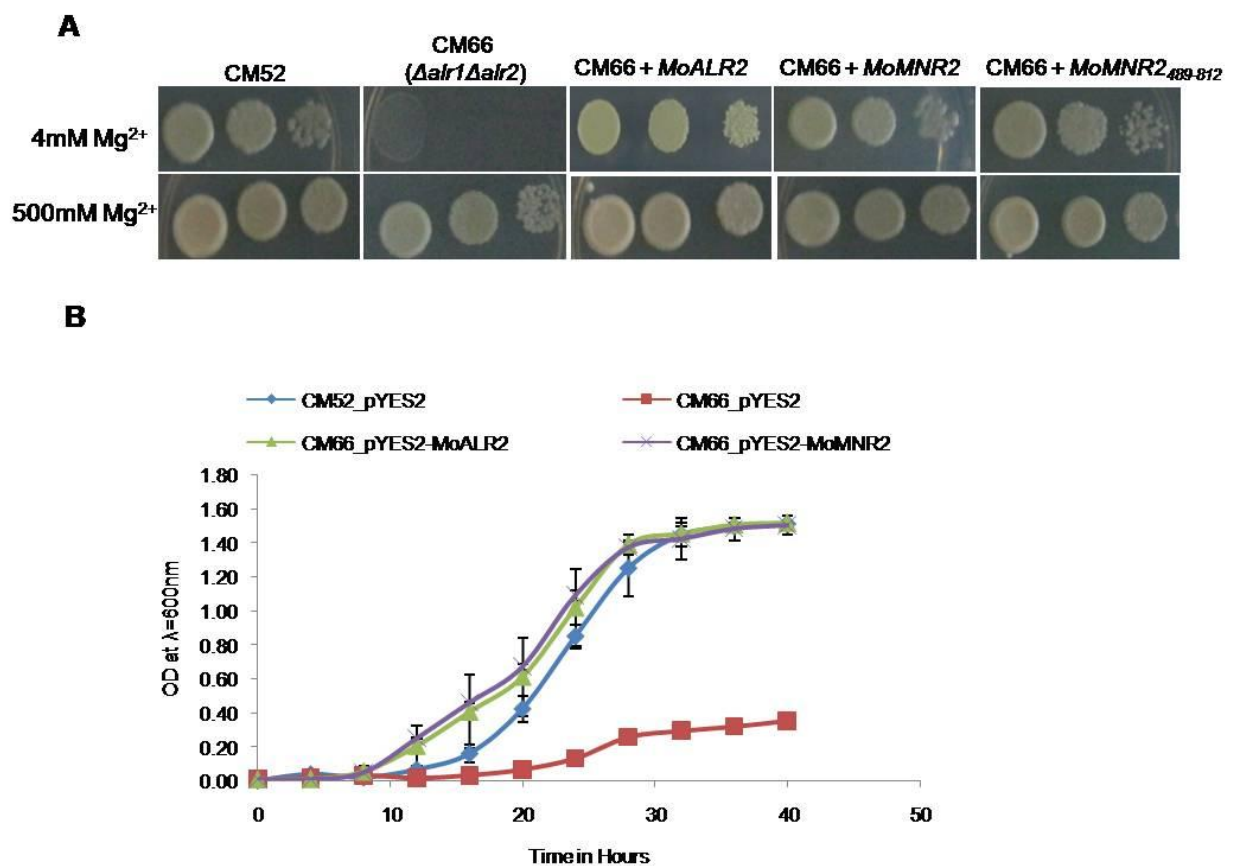 A
CM52
CM66
(Δalr1Δalr2)
CM66 + MoALR2
CM66 + MoMNR2
CM66 + MoMNR2489-812
4mM Mg2+
500mM Mg2+
B
CM52_pYES2
CM66_pYES2
CM66_pYES2-MoALR2
CM66_pYES2-MoMNR2
1.80
1.60
1.40
1.20
1.00
0.80
0.60
0.40
0.20
0.00
OD at λ=600nm
0 10 20 30 40 50
Time in Hours